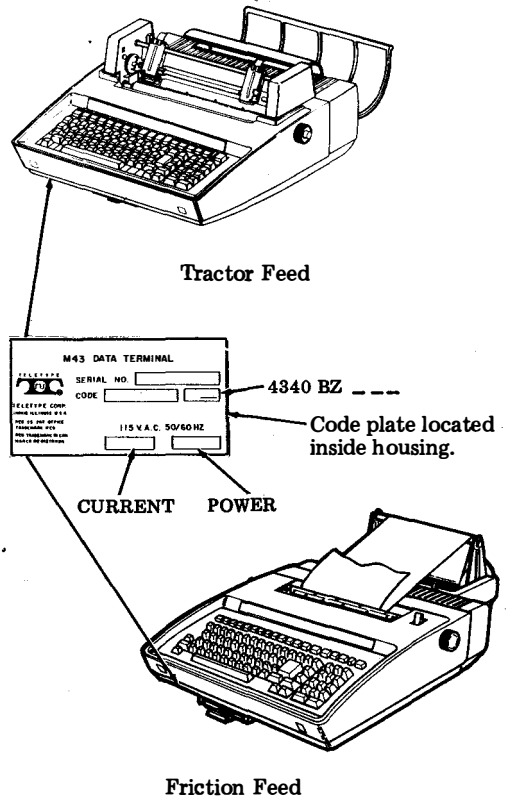 Tractor Feed
M43 DATA TERMINAL
TELETYPE
SERIAL NO.
CODE
4340 BZ _ _ _
TELETYPE CORP.
Code plate located
inside housing.
115 V.A.C. 50/60 HZ
CURRENT
POWER
Friction Feed